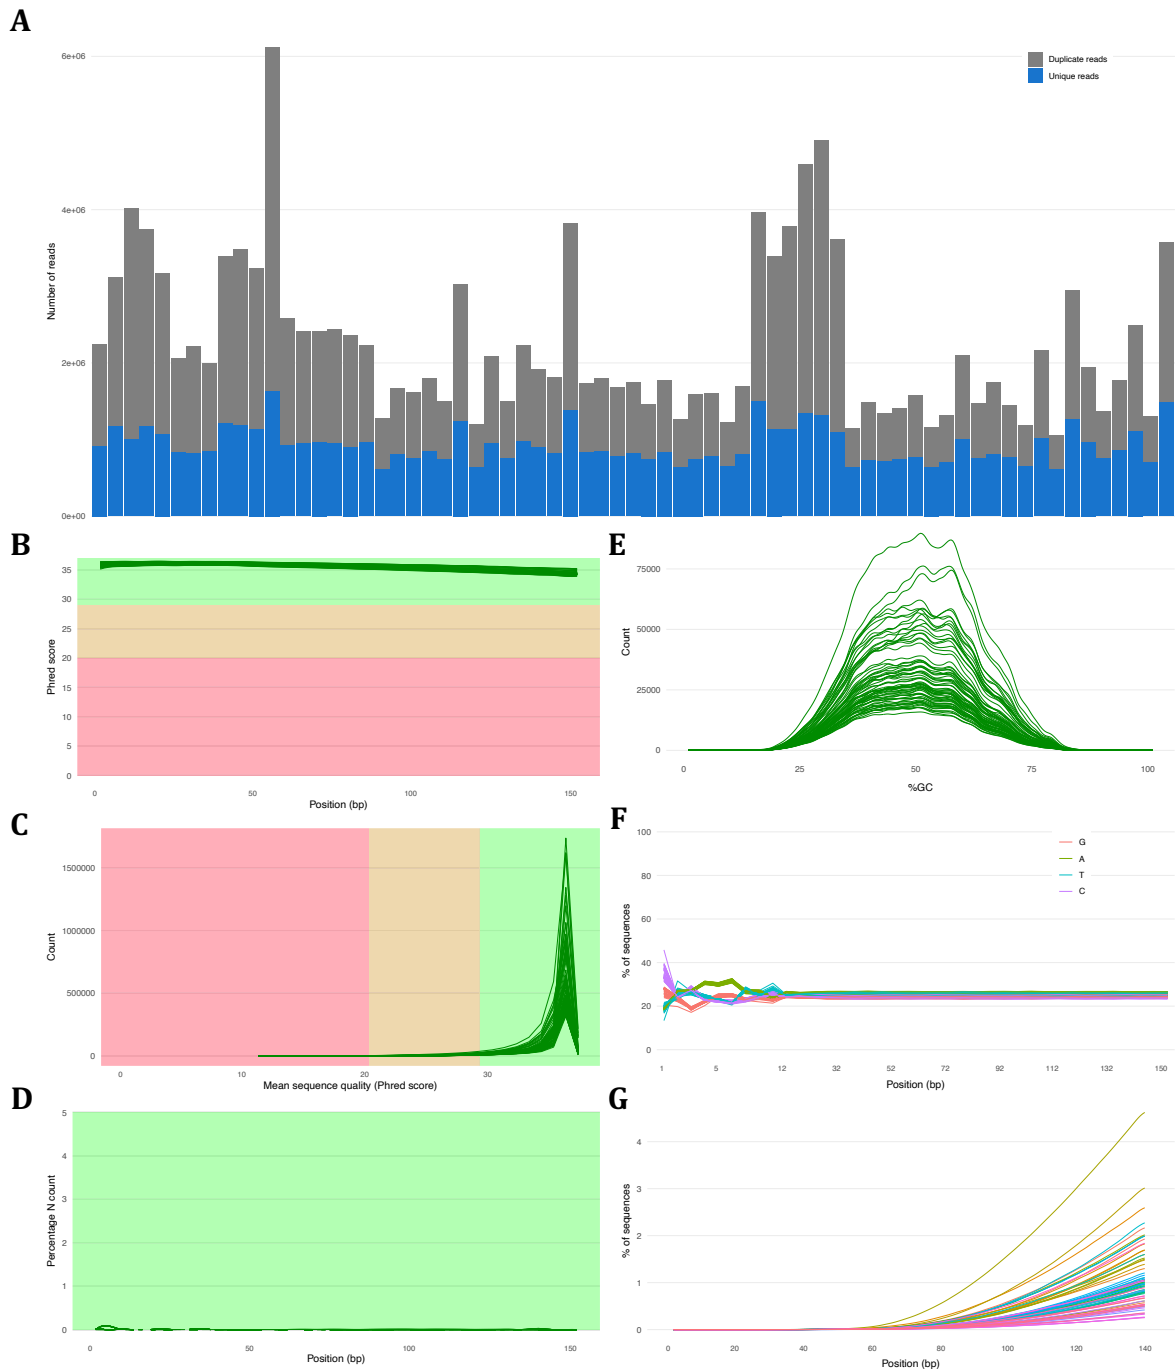 A
6e+06
4e+06
2e+06
0e+00
Number of reads
Duplicate reads
Unique reads
B
35
30
25
20
15
10
5
0
Phred score
0 50 100 150
Position (bp)
E
75000
50000
25000
0
Count
0 25 50 75 100
%GC
C
1500000
1000000
500000
0
Count
0 10 20 30
Mean sequence quality (Phred score)
F
100
80
60
40
20
0
% of sequences
G
A
T
C
1 5 12 32 52 72 92 112 132 150
Position (bp)
D
5
4
3
2
1
0
Percentage N count
0 50 100 150
Position (bp)
G
4
3
2
1
0
% of sequences
0 20 40 60 80 100 120 140
Position (bp)